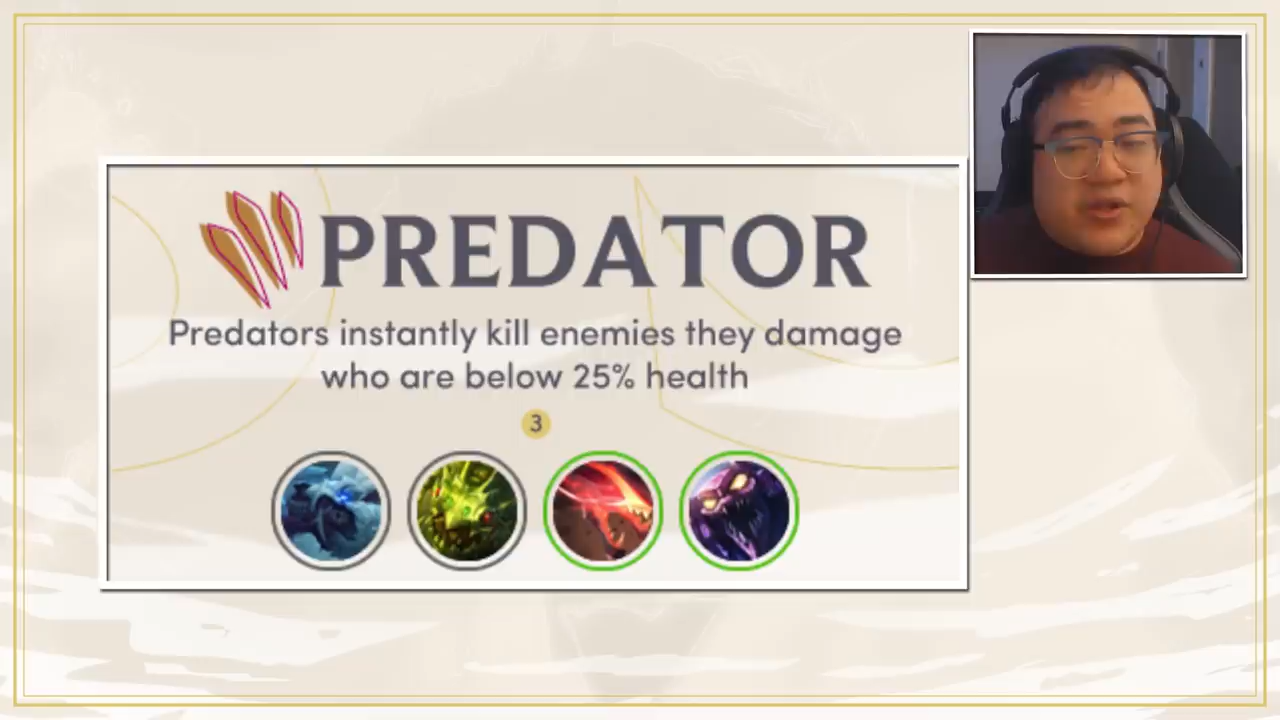 PREDATOR
Predators instantly kill enemies they damage
who are below 25% health
3